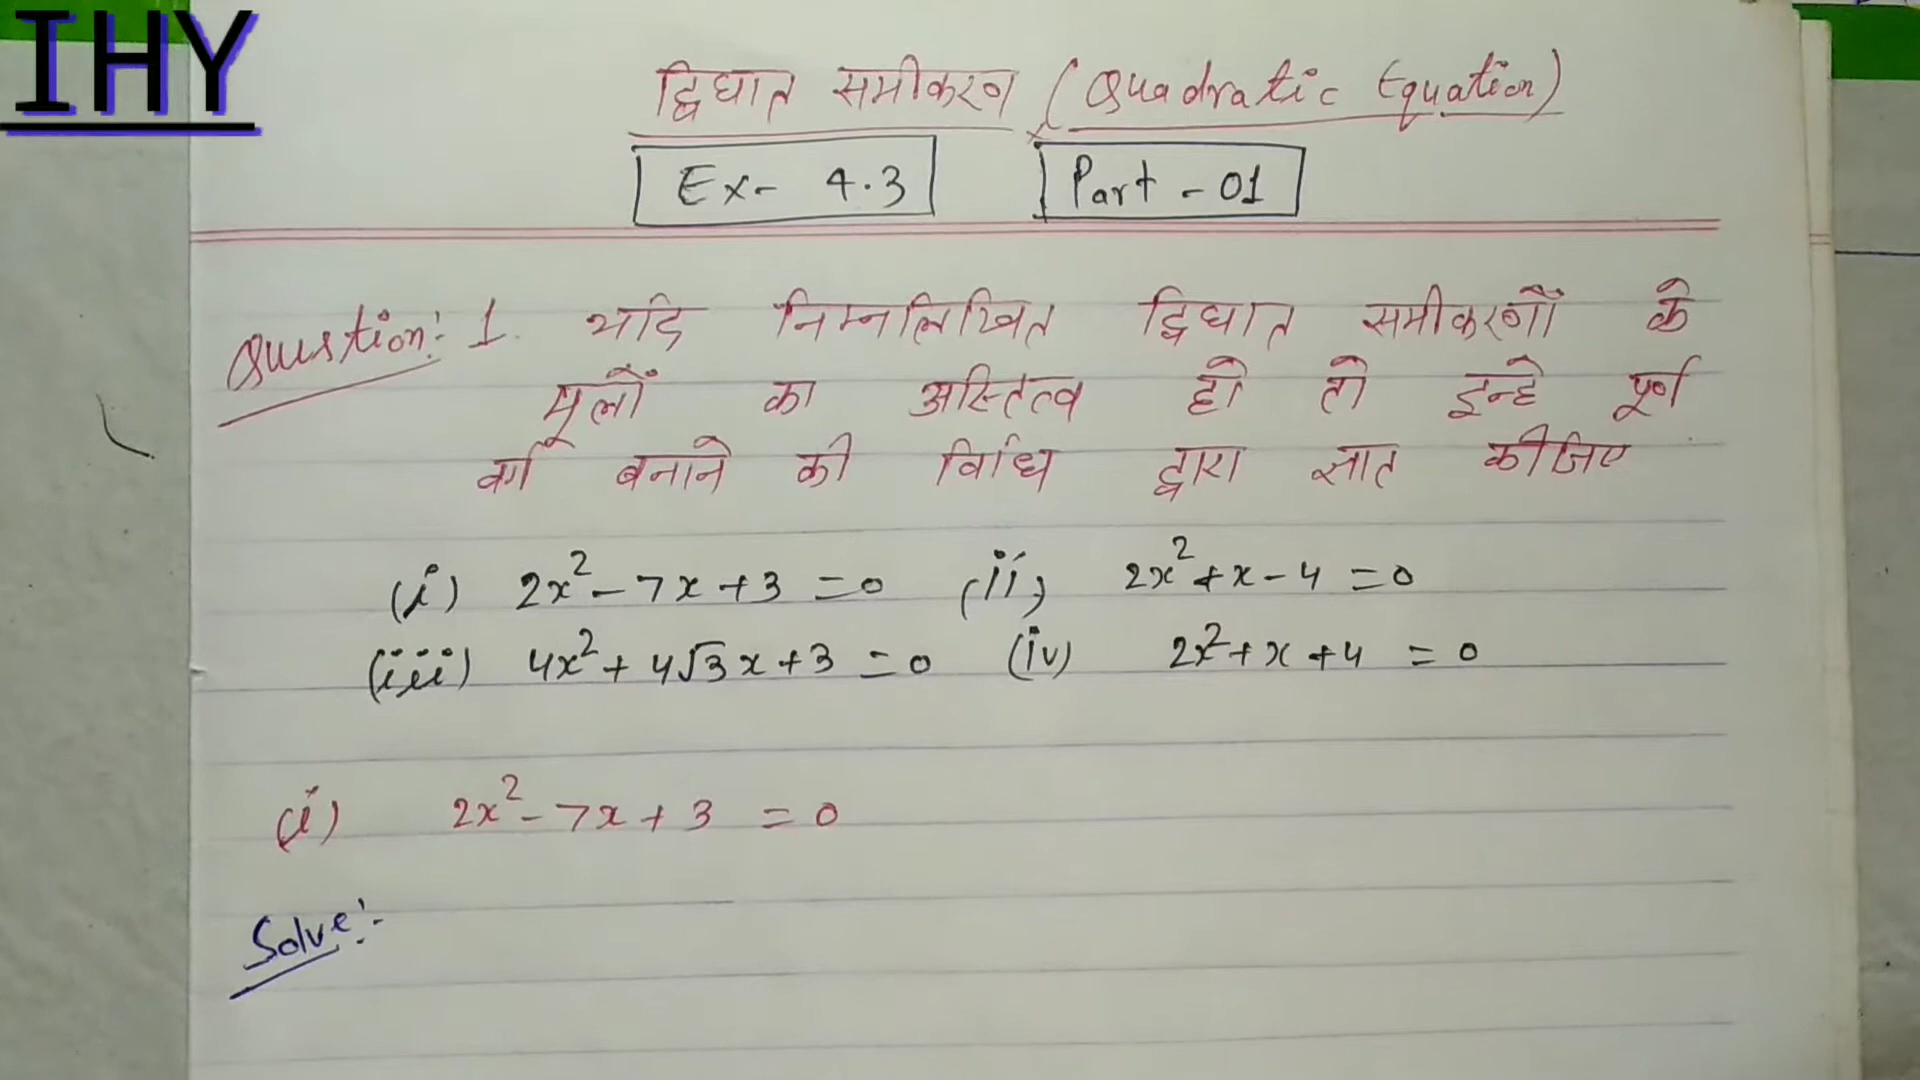 IHY
द्विघात समीकरण (Quadratic Equation)
Ex- 4.3 Part - 01
Question:- 1. यदि निम्नलिखित द्विघात समीकरणों के
मूलों का अस्तित्व हो तो इन्हे पूर्ण
वर्ग बनाने की विधि द्वारा ज्ञात कीजिए
(i) 2x² - 7x + 3 = 0 (ii) 2x² + x - 4 = 0
(iii) 4x² + 4√3x + 3 = 0 (iv) 2x² + x + 4 = 0
(i) 2x² - 7x + 3 = 0
Solve:-